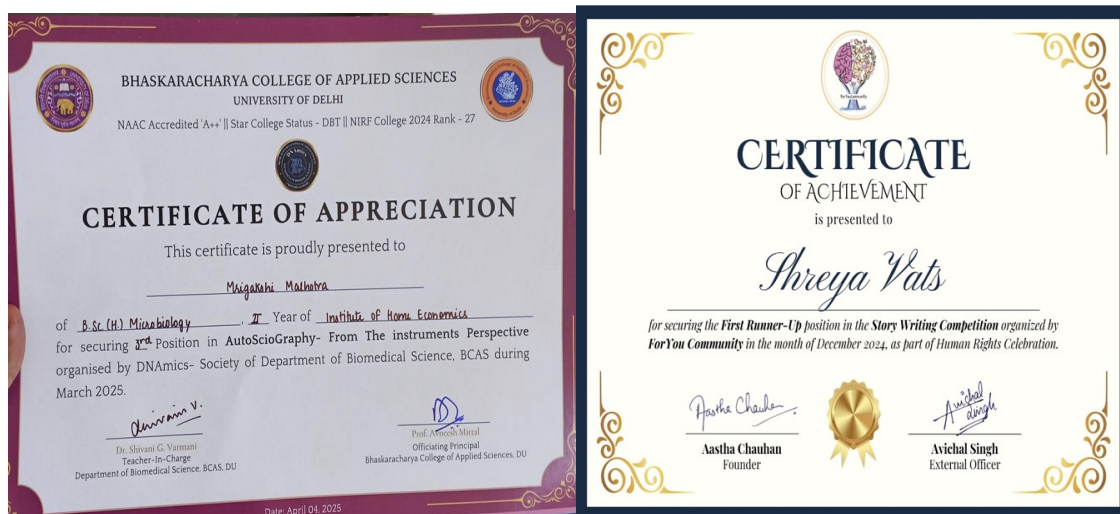 BHASKARACHARYA COLLEGE OF APPLIED SCIENCES
UNIVERSITY OF DELHI
NAAC Accredited 'A++' || Star College Status - DBT || NIRF College 2024 Rank - 27
CERTIFICATE OF APPRECIATION
This certificate is proudly presented to
Mrigakshi Malhotra
of B.Sc. (H.) Microbiology, II Year of Institute of Home Economics
for securing 3rd Position in AutoScioGraphy- From The instruments Perspective
organised by DNAmics- Society of Department of Biomedical Science, BCAS during
March 2025.
Dr. Shivani G. Varmani
Teacher-In-Charge
Department of Biomedical Science, BCAS, DU
Prof. Avneesh Mittal
Officiating Principal
Bhaskaracharya College of Applied Sciences, DU
Date: April 04, 2025
ForYouCommunity
CERTIFICATE
OF ACHIEVEMENT
is presented to
Shreya Vats
for securing the First Runner-Up position in the Story Writing Competition organized by
ForYou Community in the month of December 2024, as part of Human Rights Celebration.
Aastha Chauhan
Avichal Singh
Aastha Chauhan
Founder
Avichal Singh
External Officer